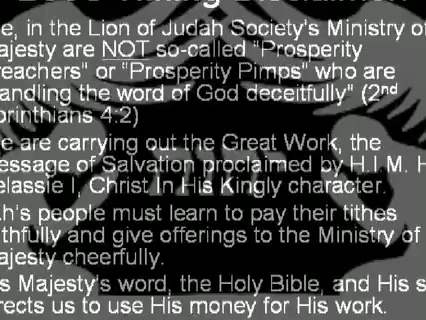 e, in the Lion of Judah Society's Ministry of
ajesty are NOT so-called "Prosperity
reachers" or "Prosperity Pimps" who are
andling the word of God deceitfully" (2nd
orinthians 4:2)
e are carrying out the Great Work, the
essage of Salvation proclaimed by H.I.M. H
elassie I, Christ In His Kingly character.
h's people must learn to pay their tithes
ithfully and give offerings to the Ministry of
ajesty cheerfully.
s Majesty's word, the Holy Bible, and His s
rects us to use His money for His work.